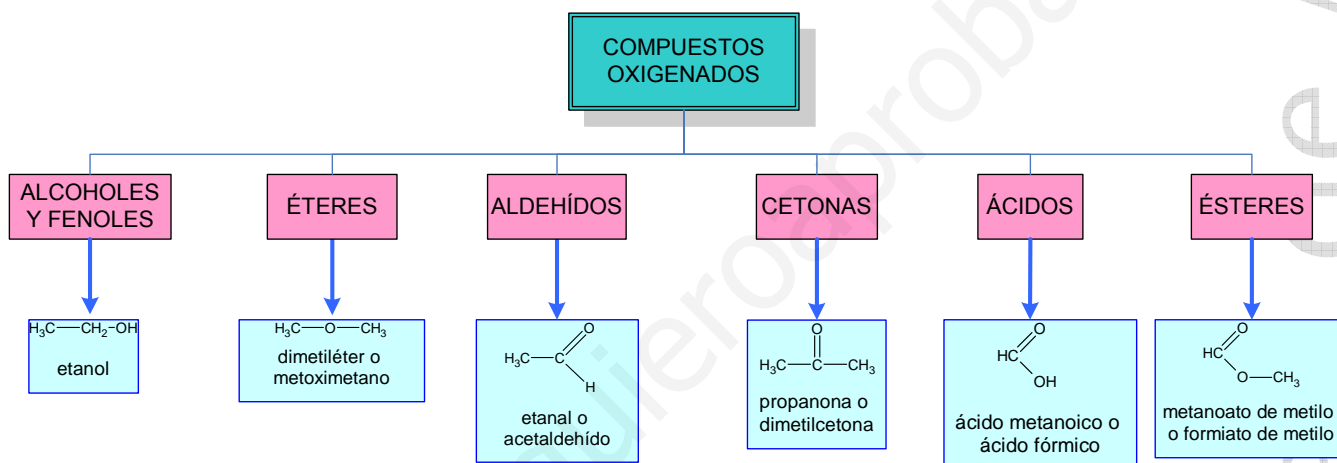 COMPUESTOS
OXIGENADOS
ALCOHOLES
Y FENOLES
ÉTERES
ALDEHÍDOS
CETONAS
ÁCIDOS
ÉSTERES
H₃C—CH₂—OH
etanol
H₃C—O—CH₃
dimetiléter o
metoximetano
O
H₃C—C
H
etanal o
acetaldehído
O
H₃C—C—CH₃
propanona o
dimetilcetona
O
HC
OH
ácido metanoico o
ácido fórmico
O
HC
O—CH₃
metanoato de metilo
o formiato de metilo